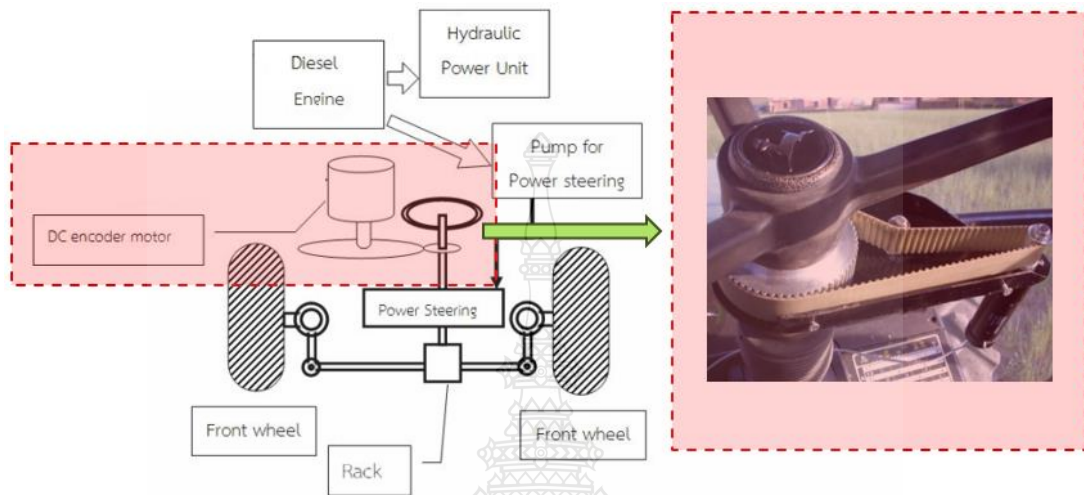 Diesel
Engine
Hydraulic
Power Unit
Pump for
Power steering
DC encoder motor
Power Steering
Front wheel
Front wheel
Rack